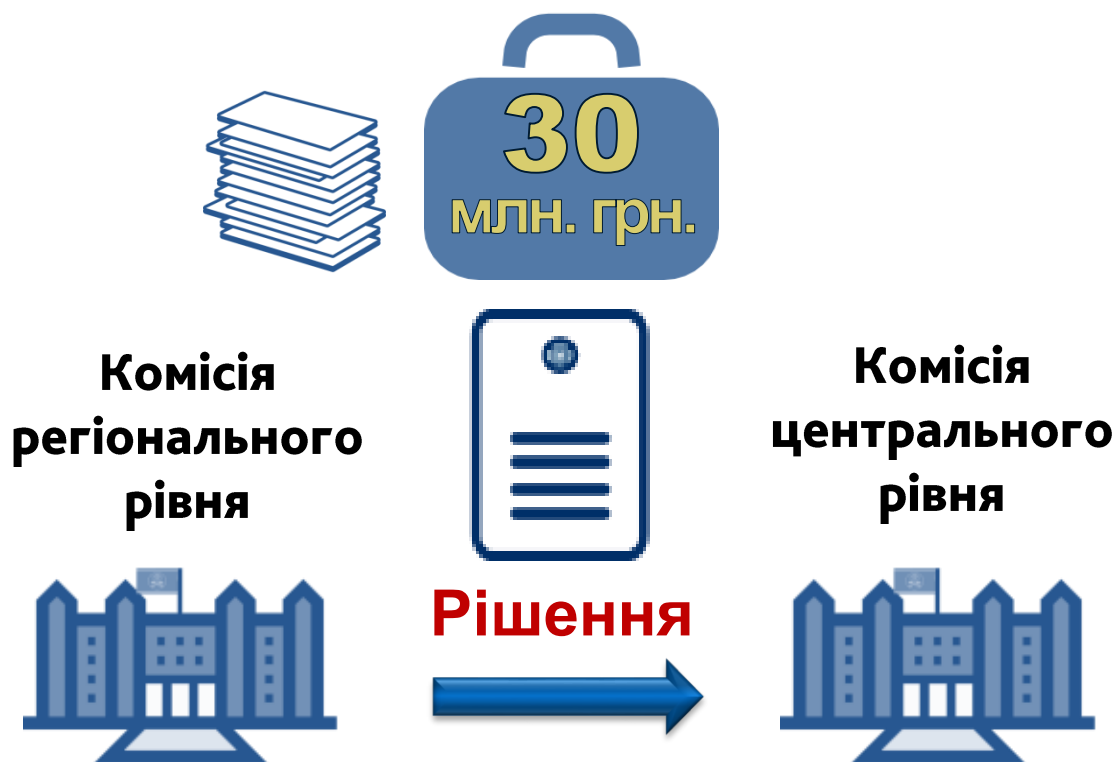 30
млн. грн.
Комісія
регіонального
рівня
Комісія
центрального
рівня
Рішення